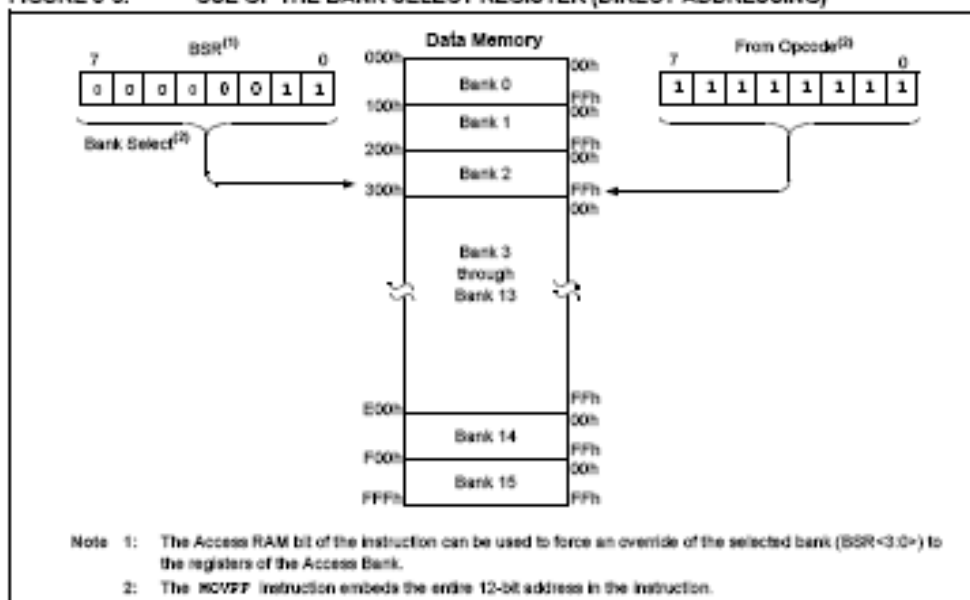 USE OF THE BANK SELECT REGISTER (DIRECT ADDRESSING)
BSR(1)
7 0
0 0 0 0 0 0 1 1
Bank Select(2)
Data Memory
000h
100h
200h
300h
E00h
F00h
FFFh
Bank 0
Bank 1
Bank 2
Bank 3
through
Bank 13
Bank 14
Bank 15
00h
FFh
00h
FFh
00h
FFh
00h
FFh
00h
FFh
00h
FFh
From Opcode(2)
7 0
1 1 1 1 1 1 1 1
Note 1: The Access RAM bit of the instruction can be used to force an override of the selected bank (BSR<3:0>) to
the registers of the Access Bank.
2: The MOVFF instruction embeds the entire 12-bit address in the instruction.